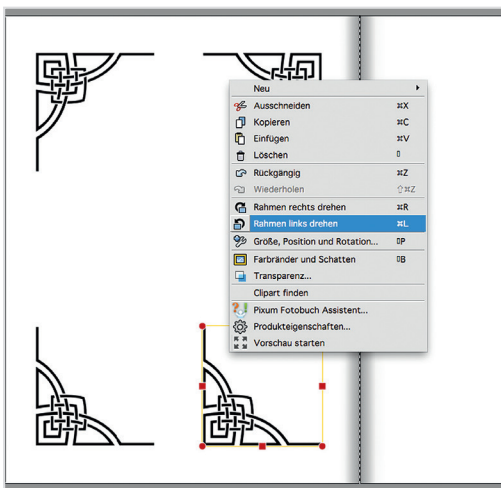 Neu
Ausschneiden ⌘X
Kopieren ⌘C
Einfügen ⌘V
Löschen
Rückgängig ⌘Z
Wiederholen ⇧⌘Z
Rahmen rechts drehen ⌘R
Rahmen links drehen ⌘L
Größe, Position und Rotation... ▯P
Farbränder und Schatten ▯B
Transparenz...
Clipart finden
Pixum Fotobuch Assistent...
Produkteigenschaften...
Vorschau starten